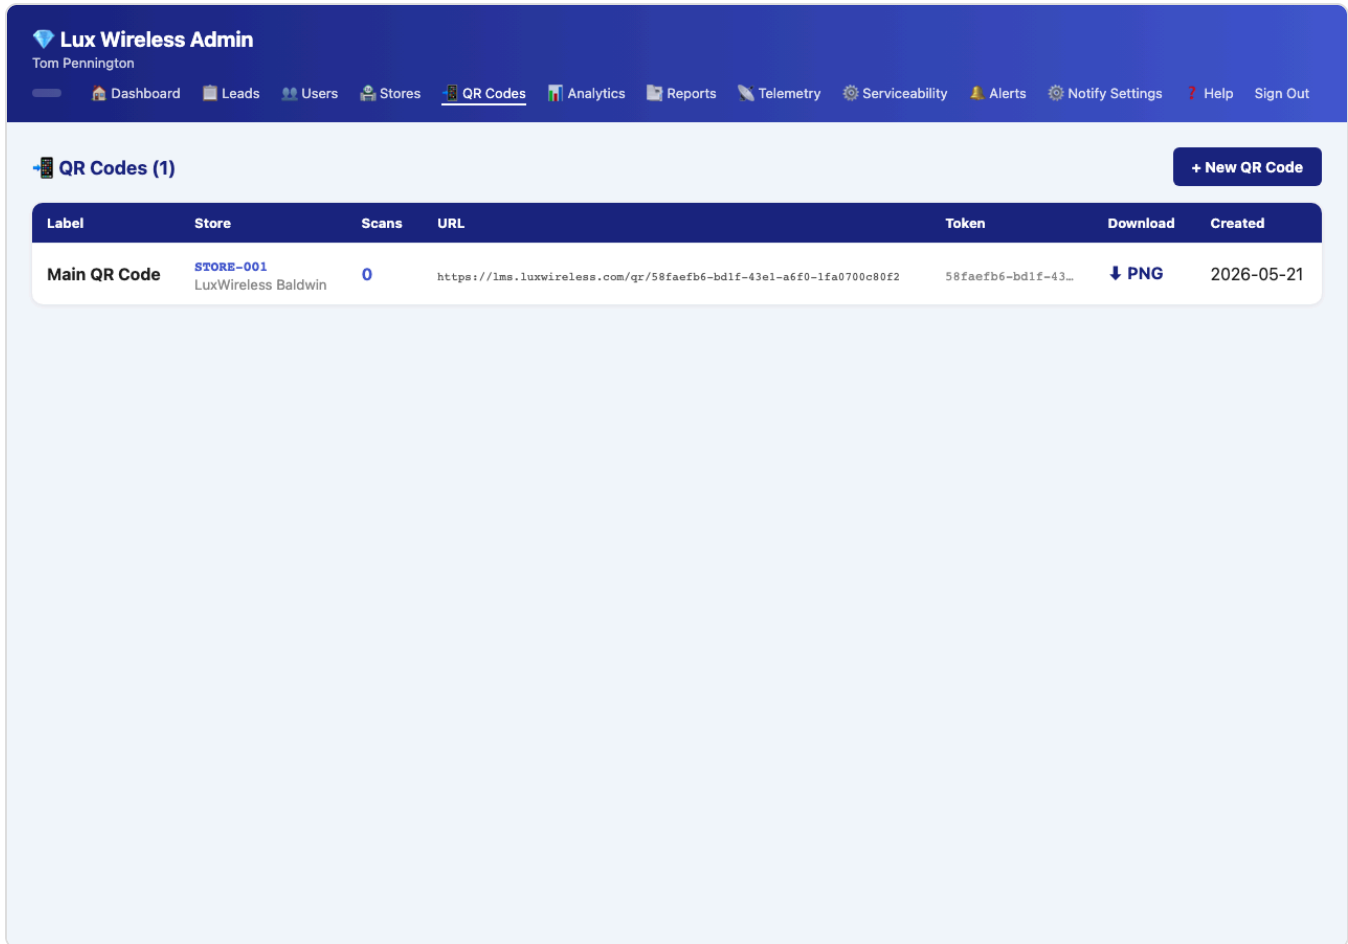 Lux Wireless Admin
Tom Pennington
Dashboard Leads Users Stores QR Codes Analytics Reports Telemetry Serviceability Alerts Notify Settings ? Help Sign Out
QR Codes (1)
+ New QR Code
Label Store Scans URL Token Download Created
Main QR Code STORE-001 0 https://lms.luxwireless.com/qr/58faefb6-bd1f-43e1-a6f0-1fa0700c80f2 58faefb6-bd1f-43… ⬇ PNG 2026-05-21
LuxWireless Baldwin